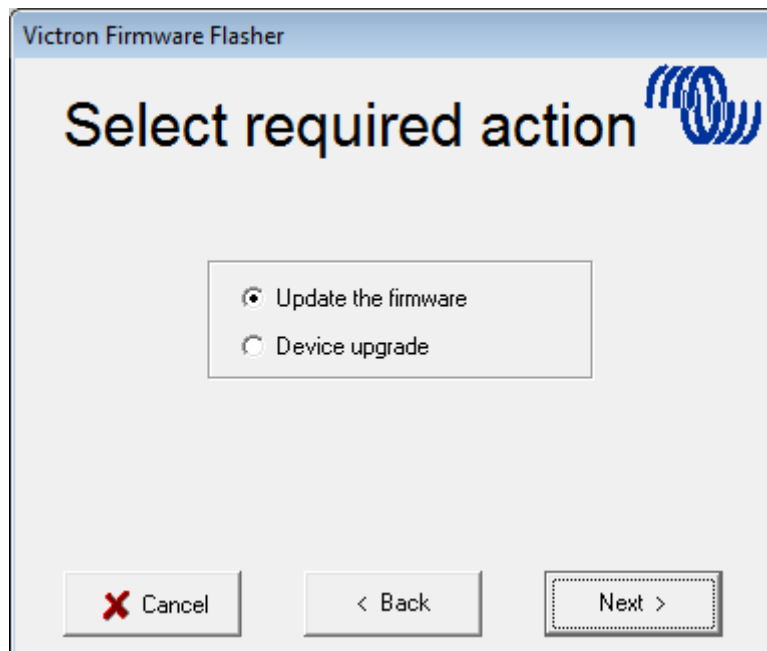 Victron Firmware Flasher
Select required action
Update the firmware
Device upgrade
Cancel
< Back
Next >